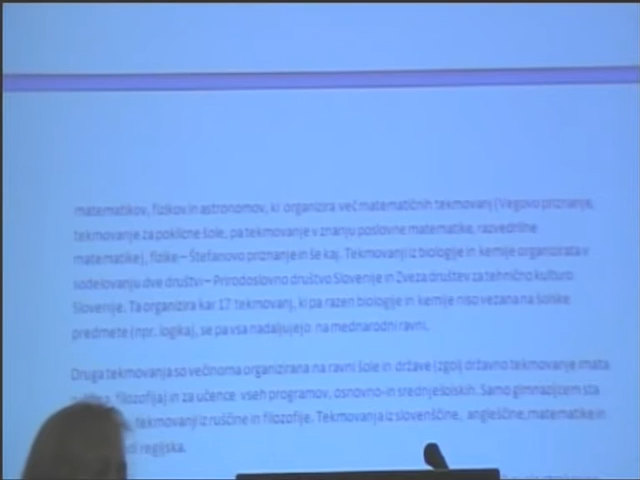 matematikov, fizikov in astronomov, ki organizira več matematičnih tekmovanj (Vegovo priznanje,
tekmovanje za poklicne šole, pa tekmovanje v znanju poslovne matematike, razvedrilne
matematike), fizike – Štefanovo priznanje in še kaj. Tekmovanji iz biologije in kemije organizirata v
sodelovanju dve društvi – Prirodoslovno društvo Slovenije in Zveza društev za tehnično kulturo
Slovenije. Ta organizira kar 17 tekmovanj, ki pa razen biologije in kemije niso vezana na šolske
predmete (npr. logika), se pa vsa nadaljujejo na mednarodni ravni.
Druga tekmovanja so večinoma organizirana na ravni šole in države (zgolj državno tekmovanje imata
filozofija) in za učence vseh programov, osnovno- in srednješolskih. Samo gimnazijcem sta
tekmovanji iz ruščine in filozofije. Tekmovanja iz slovenščine, angleščine, matematike in
regijska.